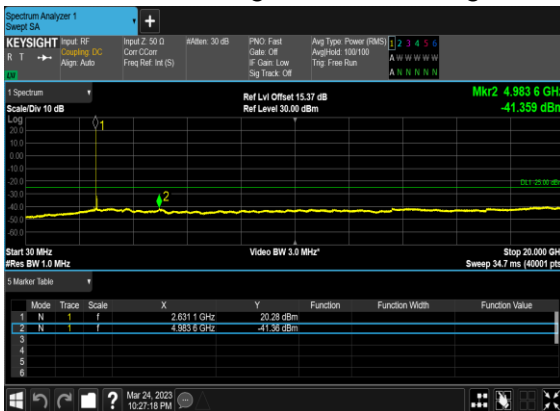 Spectrum Analyzer 1
Swept SA
KEYSIGHT Input: RF Input Z: 50 Ω #Atten: 30 dB PNO: Fast Avg Type: Power (RMS) 1 2 3 4 5 6
R T Coupling: DC Corr CCorr Gate: Off Avg|Hold: 100/100 A W W W W W
Align: Auto Freq Ref: Int (S) IF Gain: Low Trig: Free Run
LV Sig Track: Off A N N N N N
1 Spectrum Ref Lvl Offset 15.37 dB Mkr2 4.983 6 GHz
Scale/Div 10 dB Ref Level 30.00 dBm -41.359 dBm
Log
20.0 1
10.0
0.00
-10.0
-20.0 DL1 -25.00 dBm
-30.0 2
-40.0
-50.0
-60.0
Start 30 MHz Video BW 3.0 MHz* Stop 20.000 GHz
#Res BW 1.0 MHz Sweep 34.7 ms (40001 pts)
5 Marker Table
Mode Trace Scale X Y Function Function Width Function Value
1 N 1 f 2.631 1 GHz 20.28 dBm
2 N 1 f 4.983 6 GHz -41.36 dBm
3
4
5
6
? Mar 24, 2023
10:27:18 PM